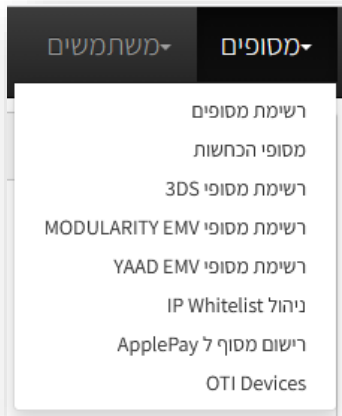 מסופים
משתמשים
רשימת מסופים
מסופי הכחשות
רשימת מסופי 3DS
רשימת מסופי MODULARITY EMV
רשימת מסופי YAAD EMV
ניהול IP Whitelist
רישום מסוף ל ApplePay
OTI Devices